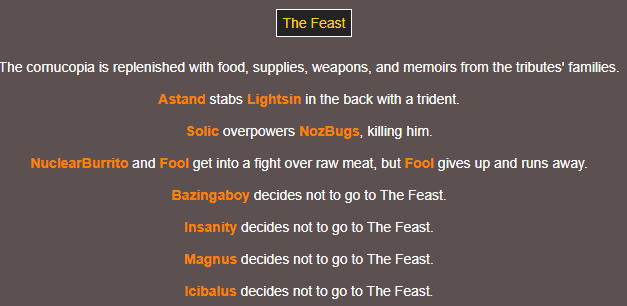 The Feast
The cornucopia is replenished with food, supplies, weapons, and memoirs from the tributes' families.
Astand stabs Lightsin in the back with a trident.
Solic overpowers NozBugs, killing him.
NuclearBurrito and Fool get into a fight over raw meat, but Fool gives up and runs away.
Bazingaboy decides not to go to The Feast.
Insanity decides not to go to The Feast.
Magnus decides not to go to The Feast.
Icibalus decides not to go to The Feast.